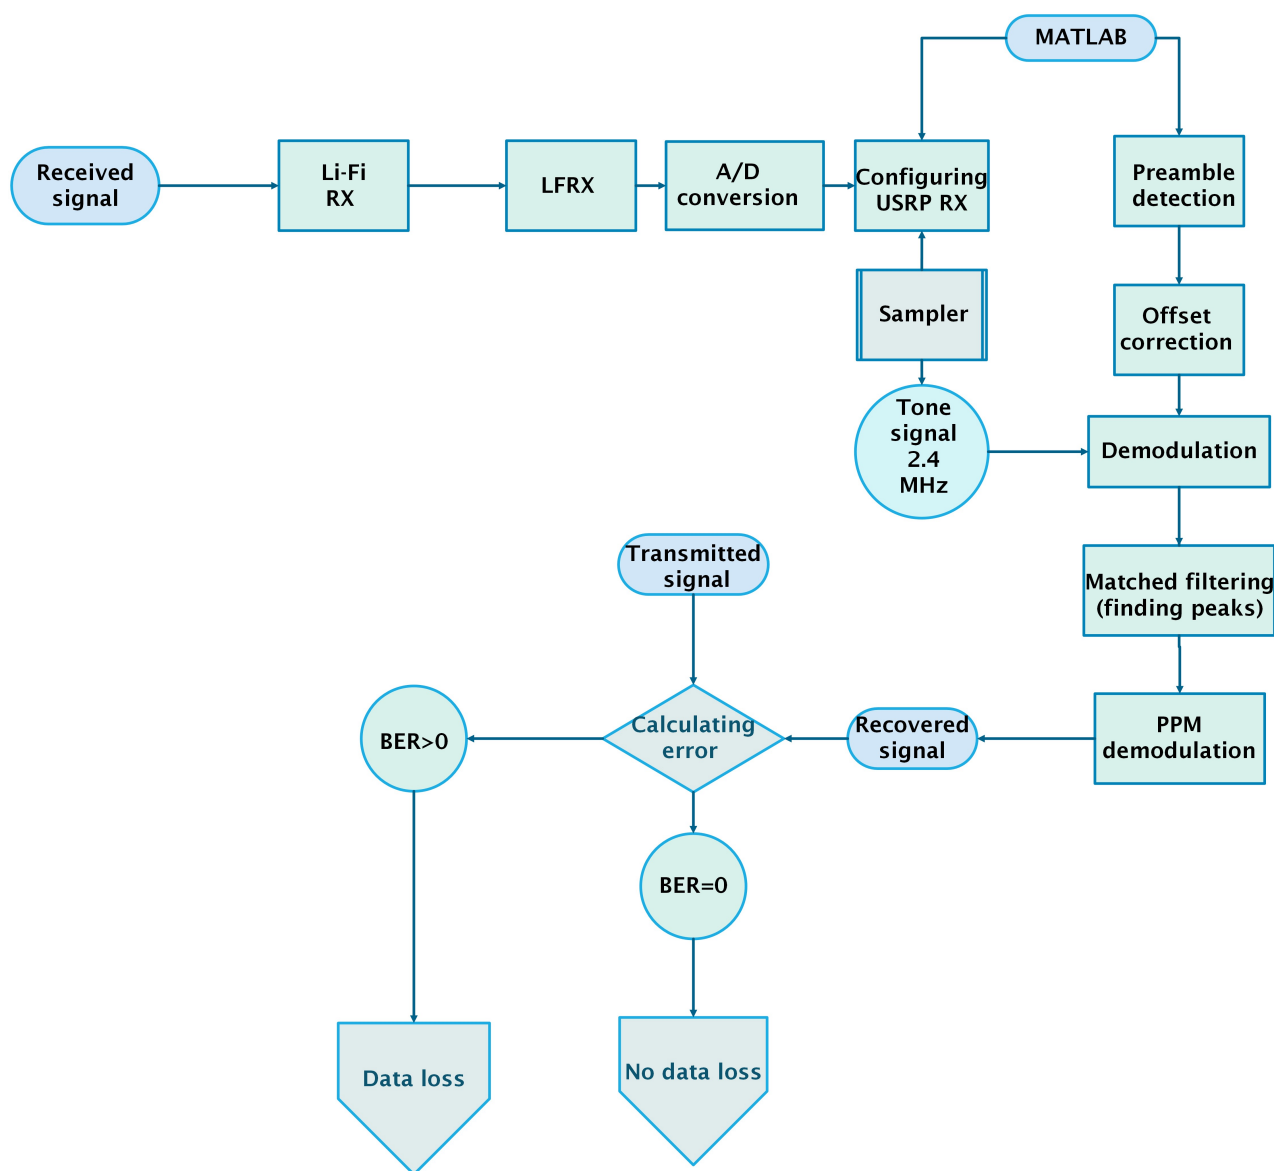 MATLAB
Received
signal
Li-Fi
RX
LFRX
A/D
conversion
Configuring
USRP RX
Preamble
detection
Sampler
Offset
correction
Tone
signal
2.4
MHz
Demodulation
Transmitted
signal
Matched filtering
(finding peaks)
BER>0
Calculating
error
Recovered
signal
PPM
demodulation
BER=0
Data loss
No data loss